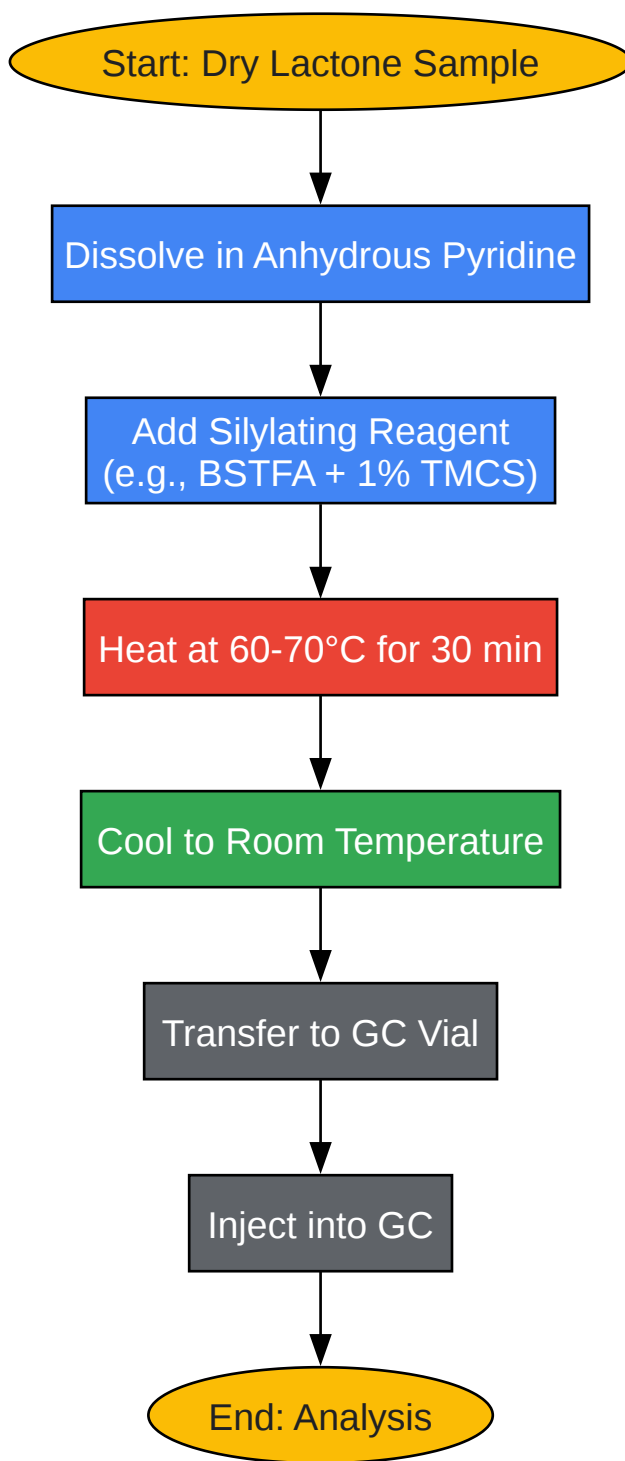 Start: Dry Lactone Sample
Dissolve in Anhydrous Pyridine
Add Silylating Reagent
(e.g., BSTFA + 1% TMCS)
Heat at 60-70°C for 30 min
Cool to Room Temperature
Transfer to GC Vial
Inject into GC
End: Analysis